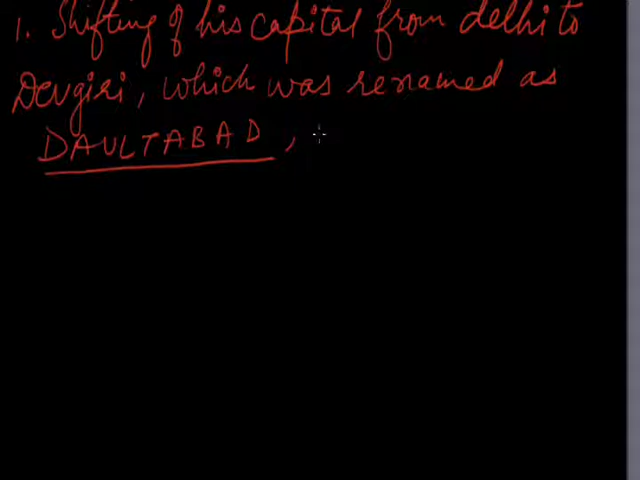 1. Shifting of his capital from delhi to
Devgiri, which was renamed as
DAULTABAD,